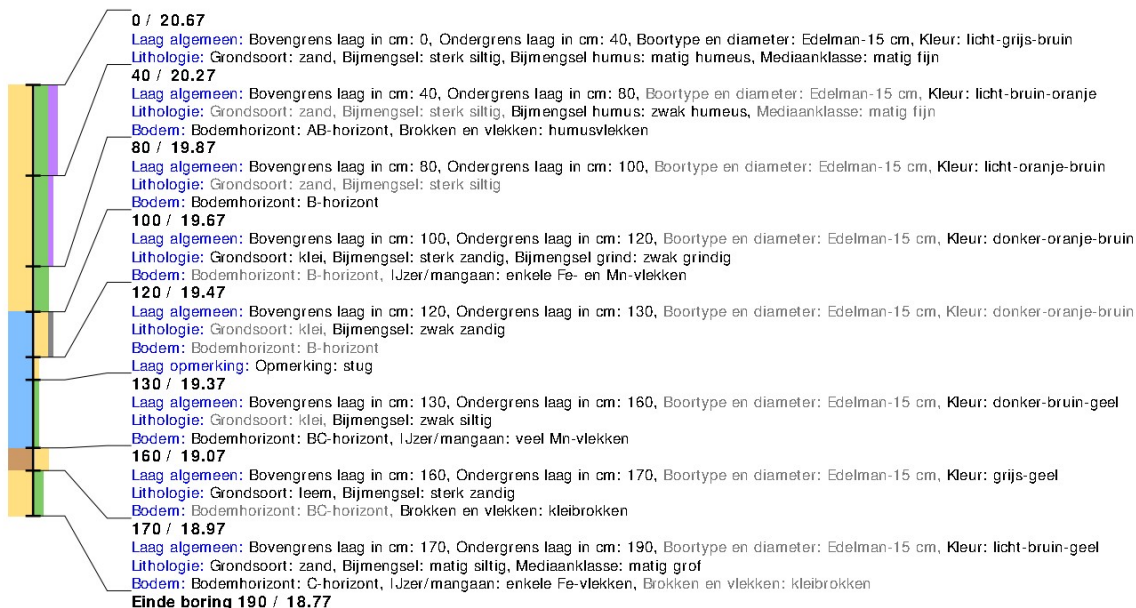 0 / 20.67
Laag algemeen: Bovengrens laag in cm: 0, Ondergrens laag in cm: 40, Boortype en diameter: Edelman-15 cm, Kleur: licht-grijs-bruin
Lithologie: Grondsoort: zand, Bijmengsel: sterk siltig, Bijmengsel humus: matig humeus, Mediaanklasse: matig fijn
40 / 20.27
Laag algemeen: Bovengrens laag in cm: 40, Ondergrens laag in cm: 80, Boortype en diameter: Edelman-15 cm, Kleur: licht-bruin-oranje
Lithologie: Grondsoort: zand, Bijmengsel: sterk siltig, Bijmengsel humus: zwak humeus, Mediaanklasse: matig fijn
Bodem: Bodemhorizont: AB-horizont, Brokken en vlekken: humusvlekken
80 / 19.87
Laag algemeen: Bovengrens laag in cm: 80, Ondergrens laag in cm: 100, Boortype en diameter: Edelman-15 cm, Kleur: licht-oranje-bruin
Lithologie: Grondsoort: zand, Bijmengsel: sterk siltig
Bodem: Bodemhorizont: B-horizont
100 / 19.67
Laag algemeen: Bovengrens laag in cm: 100, Ondergrens laag in cm: 120, Boortype en diameter: Edelman-15 cm, Kleur: donker-oranje-bruin
Lithologie: Grondsoort: klei, Bijmengsel: sterk zandig, Bijmengsel grind: zwak grindig
Bodem: Bodemhorizont: B-horizont, IJzer/mangaan: enkele Fe- en Mn-vlekken
120 / 19.47
Laag algemeen: Bovengrens laag in cm: 120, Ondergrens laag in cm: 130, Boortype en diameter: Edelman-15 cm, Kleur: donker-oranje-bruin
Lithologie: Grondsoort: klei, Bijmengsel: zwak zandig
Bodem: Bodemhorizont: B-horizont
Laag opmerking: Opmerking: stug
130 / 19.37
Laag algemeen: Bovengrens laag in cm: 130, Ondergrens laag in cm: 160, Boortype en diameter: Edelman-15 cm, Kleur: donker-bruin-geel
Lithologie: Grondsoort: klei, Bijmengsel: zwak siltig
Bodem: Bodemhorizont: BC-horizont, IJzer/mangaan: veel Mn-vlekken
160 / 19.07
Laag algemeen: Bovengrens laag in cm: 160, Ondergrens laag in cm: 170, Boortype en diameter: Edelman-15 cm, Kleur: grijs-geel
Lithologie: Grondsoort: leem, Bijmengsel: sterk zandig
Bodem: Bodemhorizont: BC-horizont, Brokken en vlekken: kleibrokken
170 / 18.97
Laag algemeen: Bovengrens laag in cm: 170, Ondergrens laag in cm: 190, Boortype en diameter: Edelman-15 cm, Kleur: licht-bruin-geel
Lithologie: Grondsoort: zand, Bijmengsel: matig siltig, Mediaanklasse: matig grof
Bodem: Bodemhorizont: C-horizont, IJzer/mangaan: enkele Fe-vlekken, Brokken en vlekken: kleibrokken
Einde boring 190 / 18.77